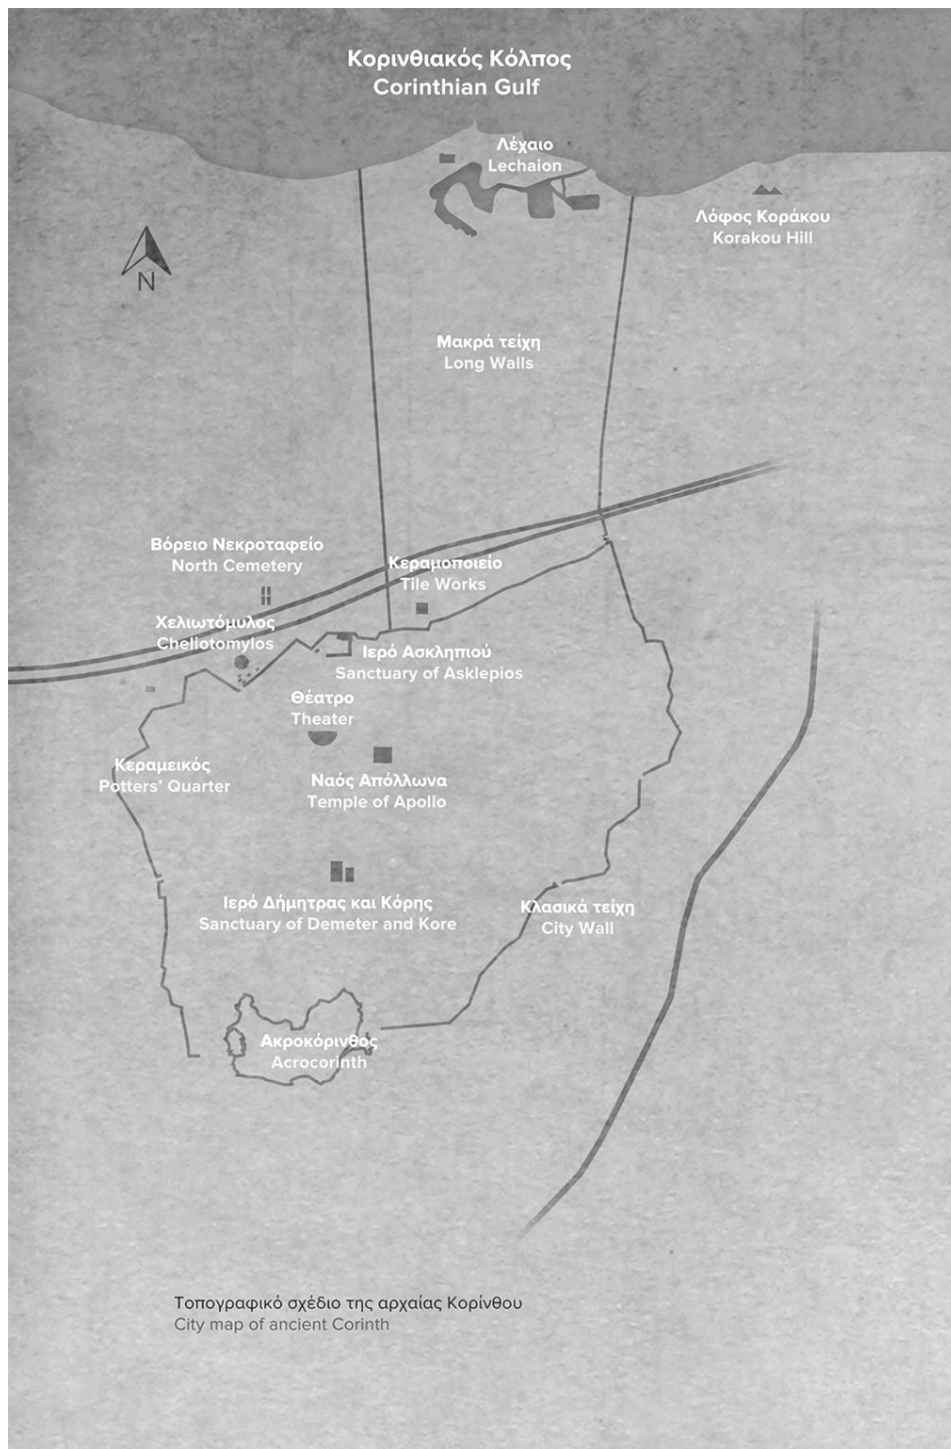 Κορινθιακός Κόλπος
Corinthian Gulf
Λέχαιο
Lechaion
Λόφος Κοράκου
Korakou Hill
N
Μακρά τείχη
Long Walls
Βόρειο Νεκροταφείο
North Cemetery
Κεραμοποιείο
Tile Works
Χελιωτόμυλος
Cheliotomylos
Ιερό Ασκληπιού
Sanctuary of Asklepios
Θέατρο
Theater
Κεραμεικός
Potters' Quarter
Ναός Απόλλωνα
Temple of Apollo
Ιερό Δήμητρας και Κόρης
Sanctuary of Demeter and Kore
Κλασικά τείχη
City Wall
Ακροκόρινθος
Acrocorinth
Τοπογραφικό σχέδιο της αρχαίας Κορίνθου
City map of ancient Corinth